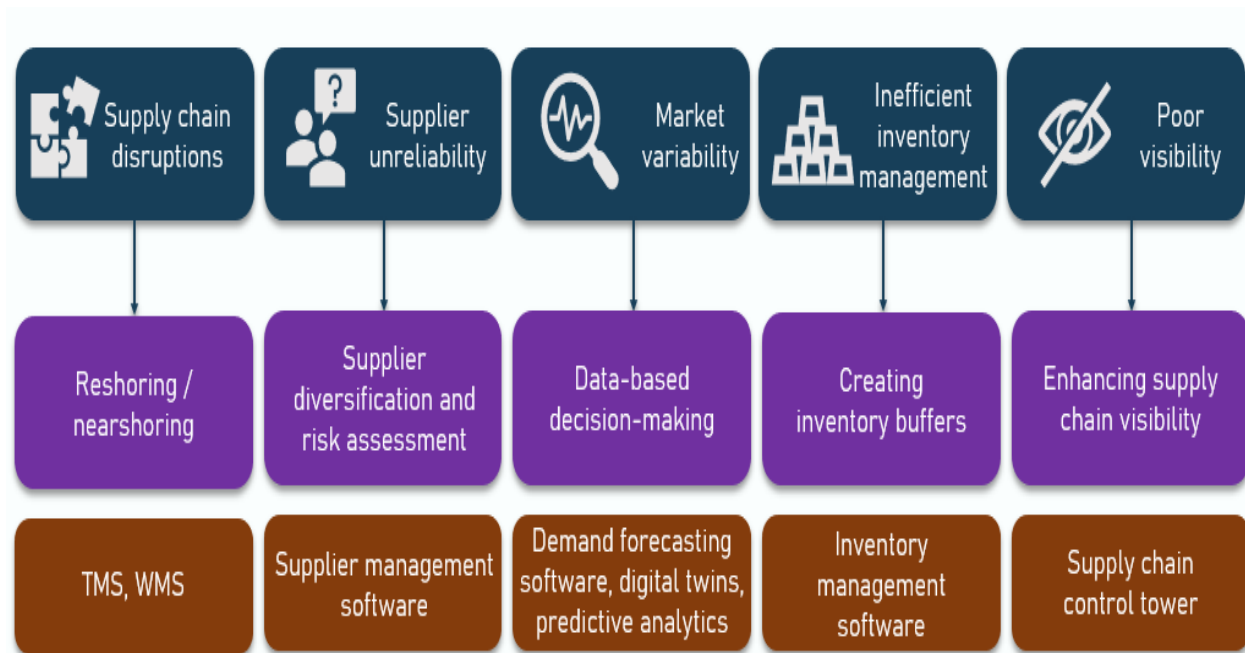 Supply chain
disruptions
?
Supplier
unreliability
Market
variability
Inefficient
inventory
management
Poor
visibility
Reshoring /
nearshoring
Supplier
diversification and
risk assessment
Data-based
decision-making
Creating
inventory buffers
Enhancing supply
chain visibility
TMS, WMS
Supplier management
software
Demand forecasting
software, digital twins,
predictive analytics
Inventory
management
software
Supply chain
control tower